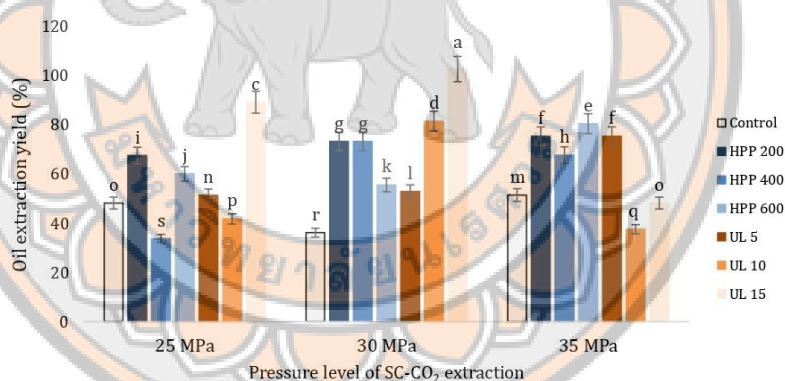 120
100
80
60
40
20
0
Oil extraction yield (%)
o i s j n p c
r g g k l d a
m f h e f q o
25 MPa 30 MPa 35 MPa
Pressure level of SC-CO₂ extraction
Control
HPP 200
HPP 400
HPP 600
UL 5
UL 10
UL 15